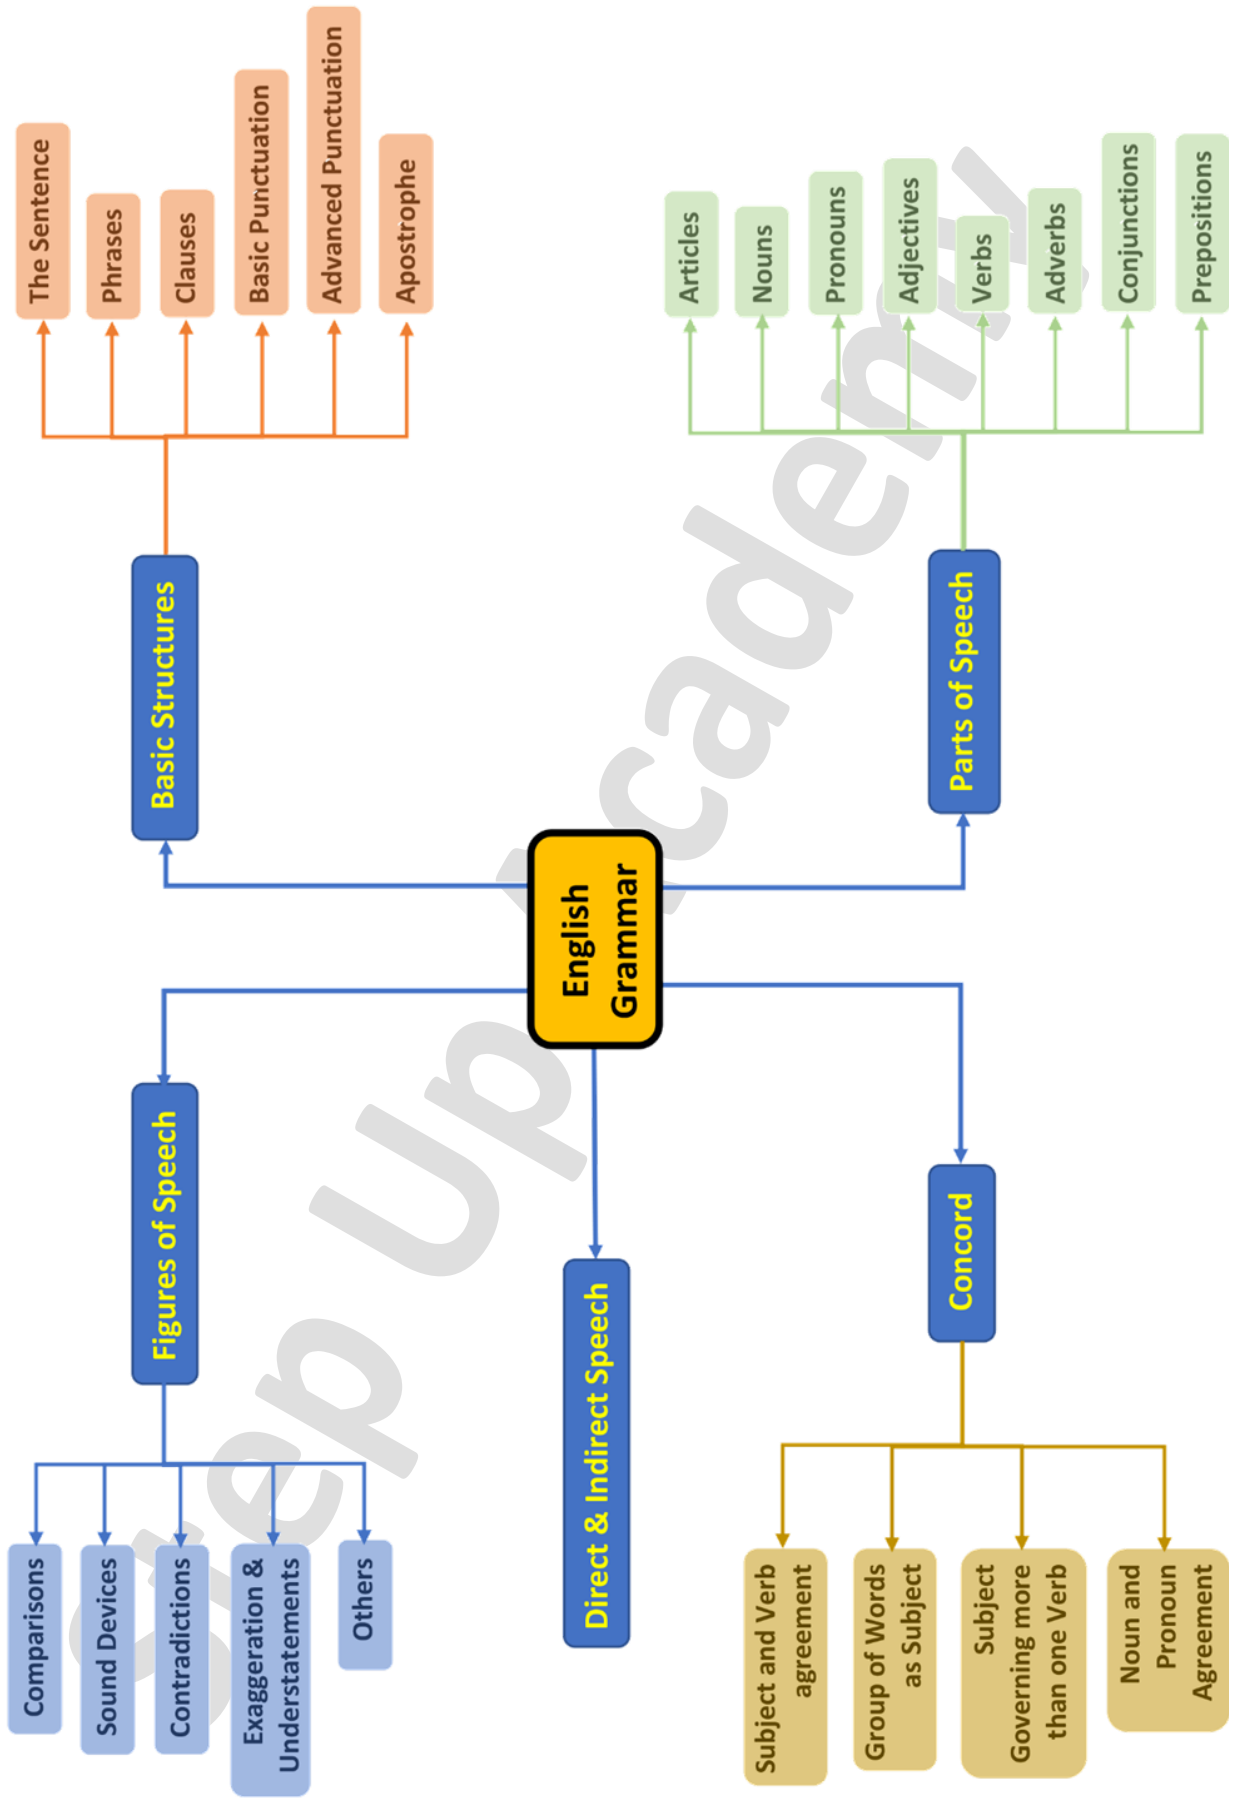 English
Grammar
Basic Structures
The Sentence
Phrases
Clauses
Basic Punctuation
Advanced Punctuation
Apostrophe
Parts of Speech
Articles
Nouns
Pronouns
Adjectives
Verbs
Adverbs
Conjunctions
Prepositions
Figures of Speech
Comparisons
Sound Devices
Contradictions
Exaggeration &
Understatements
Others
Direct & Indirect Speech
Concord
Subject and Verb
agreement
Group of Words
as Subject
Subject
Governing more
than one Verb
Noun and
Pronoun
Agreement
Step Up Academy